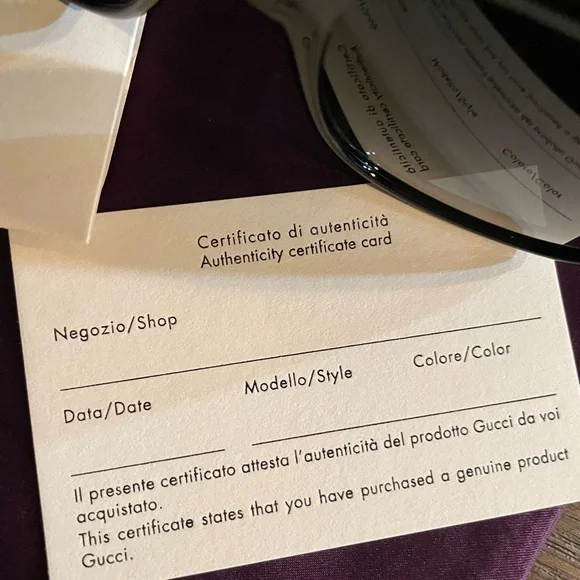 Certificato di autenticità
Authenticity certificate card
Negozio/Shop
Data/Date
Modello/Style
Colore/Color
Il presente certificato attesta l'autenticità del prodotto Gucci da voi
acquistato.
This certificate states that you have purchased a genuine product
Gucci.